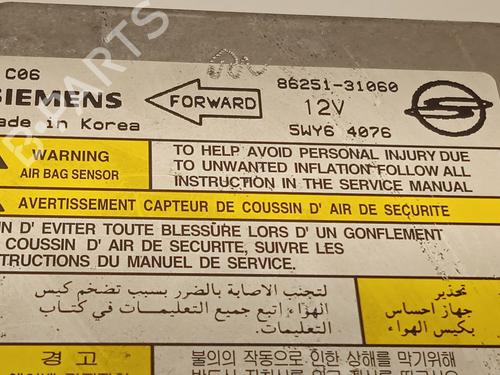 C06
SIEMENS
Made in Korea
FORWARD
86251-31060
12V
5WY6 4076
WARNING
AIR BAG SENSOR
TO HELP AVOID PERSONAL INJURY DUE
TO UNWANTED INFLATION FOLLOW ALL
INSTRUCTION IN THE SERVICE MANUAL
AVERTISSEMENT CAPTEUR DE COUSSIN D' AIR DE SECURITE
D'EVITER TOUTE BLESSÚRE LORS D' UN GONFLEMENT
COUSSIN D' AIR DE SECURITE, SUIVRE LES
DU MANUEL DE SERVICE.
تحذير
جهاز احساس
بكيس الهواء
لتجنب الاصابة بالضرر بسبب تضخم كيس
الهواء اتبع جميع التعليمات في كتاب
التعليمات.
경 고
불의의 작동으로 인한 상해를 막기위해
B-PARTS